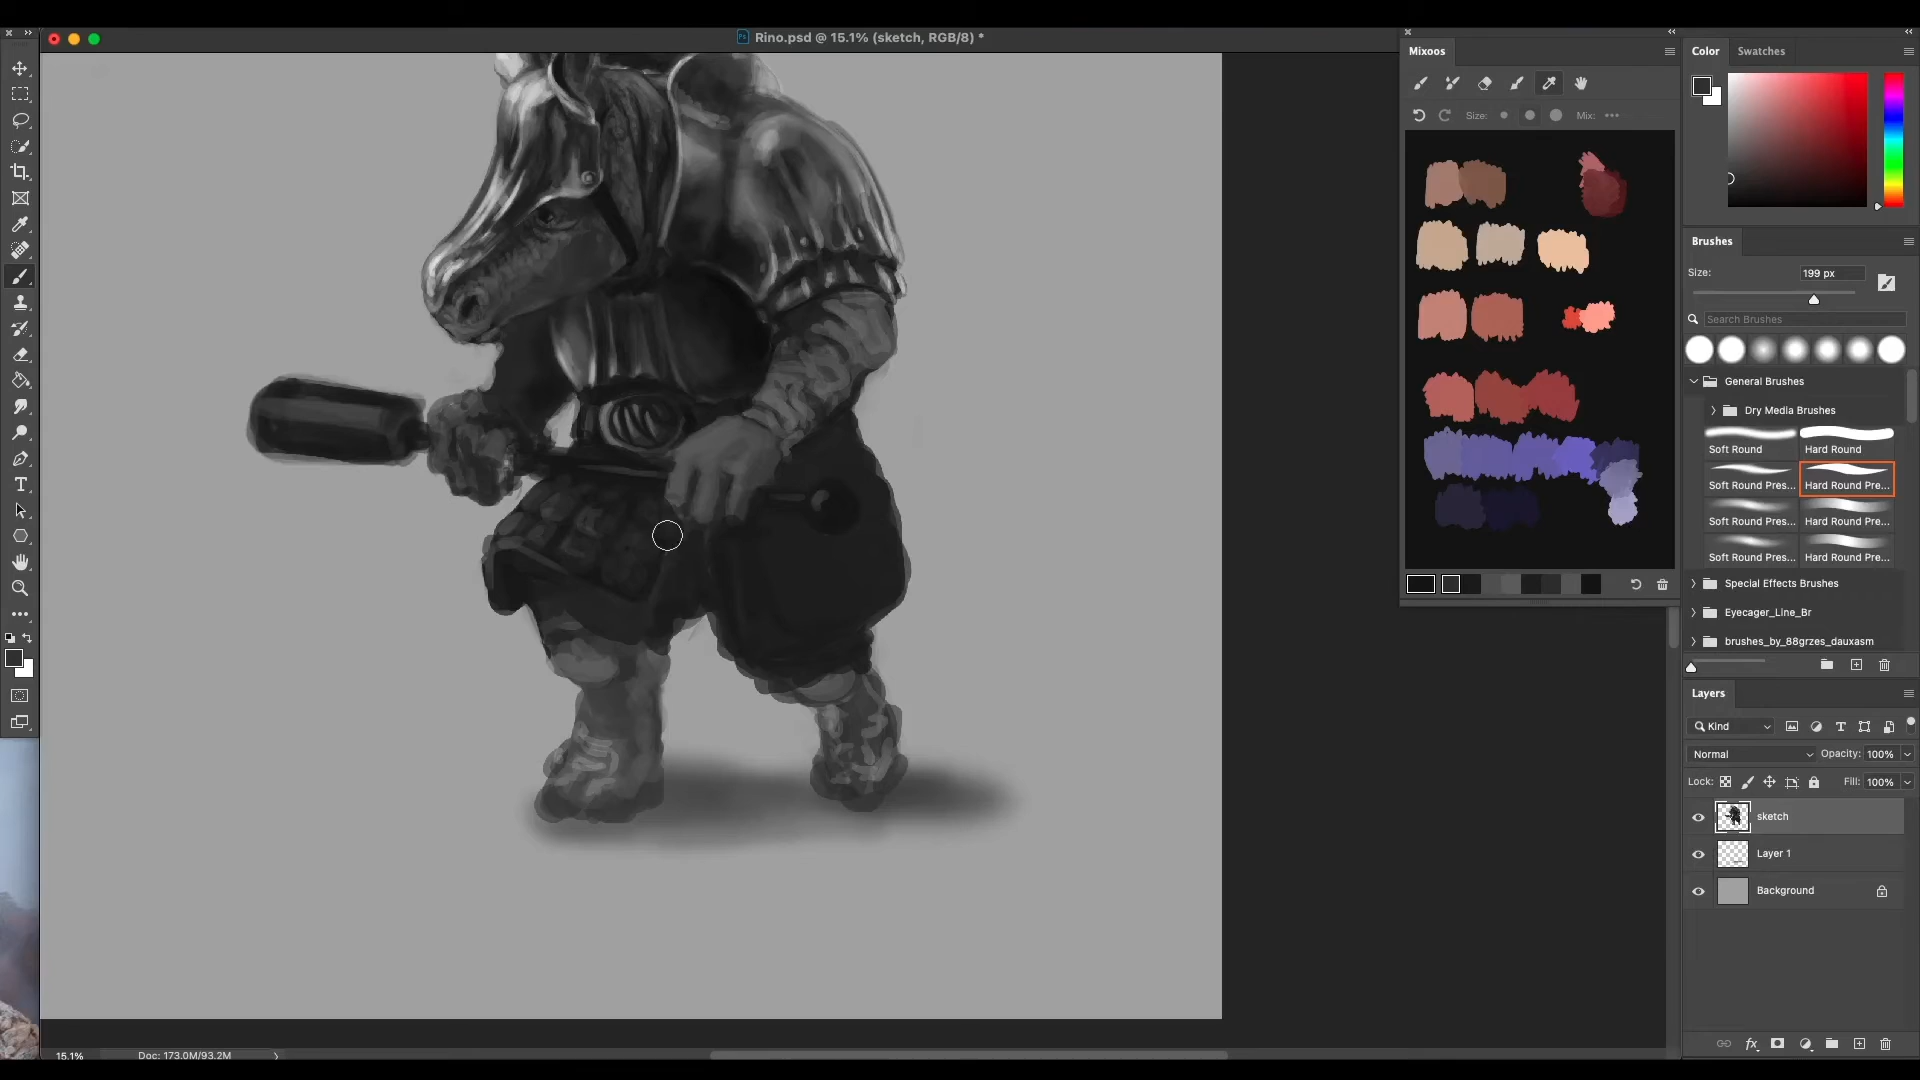 Rino.psd @ 15.1% (sketch, RGB/8) *
Mixoos
Size:
Mix:
Color
Swatches
Brushes
Size:
199 px
Search Brushes
General Brushes
Dry Media Brushes
Soft Round
Hard Round
Soft Round Pres...
Hard Round Pre...
Soft Round Pres...
Hard Round Pre...
Soft Round Pres...
Hard Round Pre...
Special Effects Brushes
Eyecager_Line_Br
brushes_by_88grzes_dauxasm
Layers
Kind
Normal
Opacity: 100%
Lock:
Fill: 100%
sketch
Layer 1
Background
fx
15.1%
Doc: 173.0M/93.2M